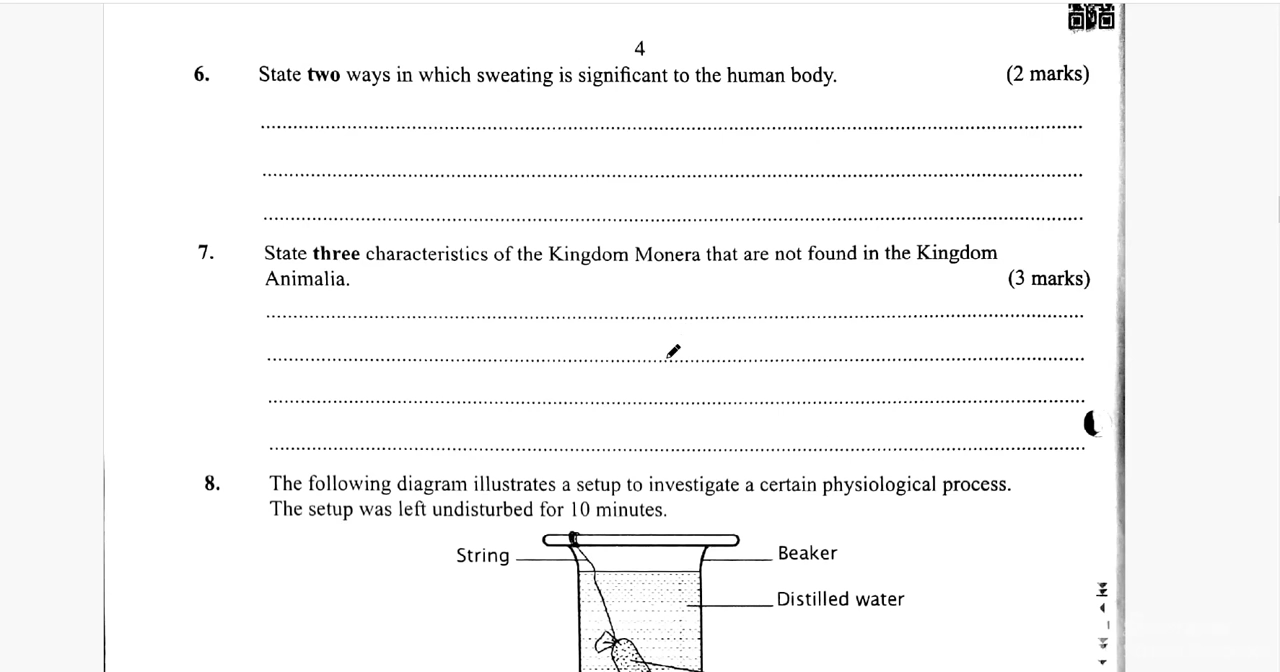 4
6. State two ways in which sweating is significant to the human body. (2 marks)
7. State three characteristics of the Kingdom Monera that are not found in the Kingdom
Animalia. (3 marks)
8. The following diagram illustrates a setup to investigate a certain physiological process.
The setup was left undisturbed for 10 minutes.
String
Beaker
Distilled water